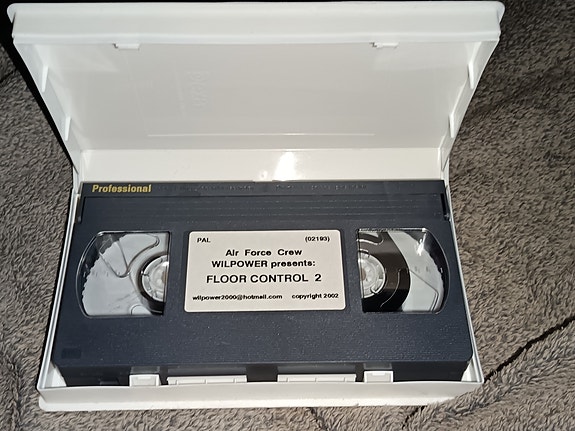 Professional
PAL (02193)
Air Force Crew
WILPOWER presents:
FLOOR CONTROL 2
wilpower2000@hotmail.com copyright 2002